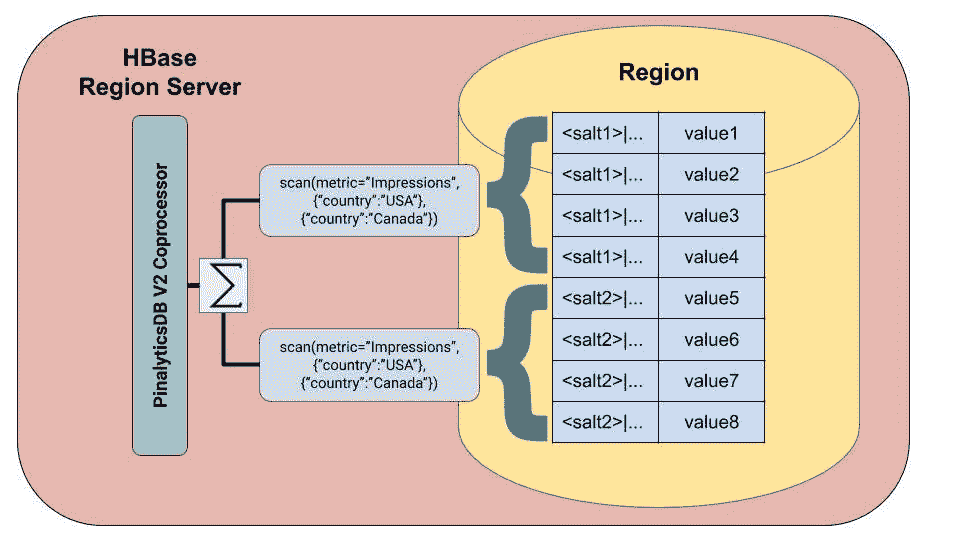 HBase
Region Server
Region
PinalyticsDB V2 Coprocessor
Σ
scan(metric="Impressions",
{"country":"USA"},
{"country":"Canada"})
scan(metric="Impressions",
{"country":"USA"},
{"country":"Canada"})
<salt1>|... value1
<salt1>|... value2
<salt1>|... value3
<salt1>|... value4
<salt2>|... value5
<salt2>|... value6
<salt2>|... value7
<salt2>|... value8